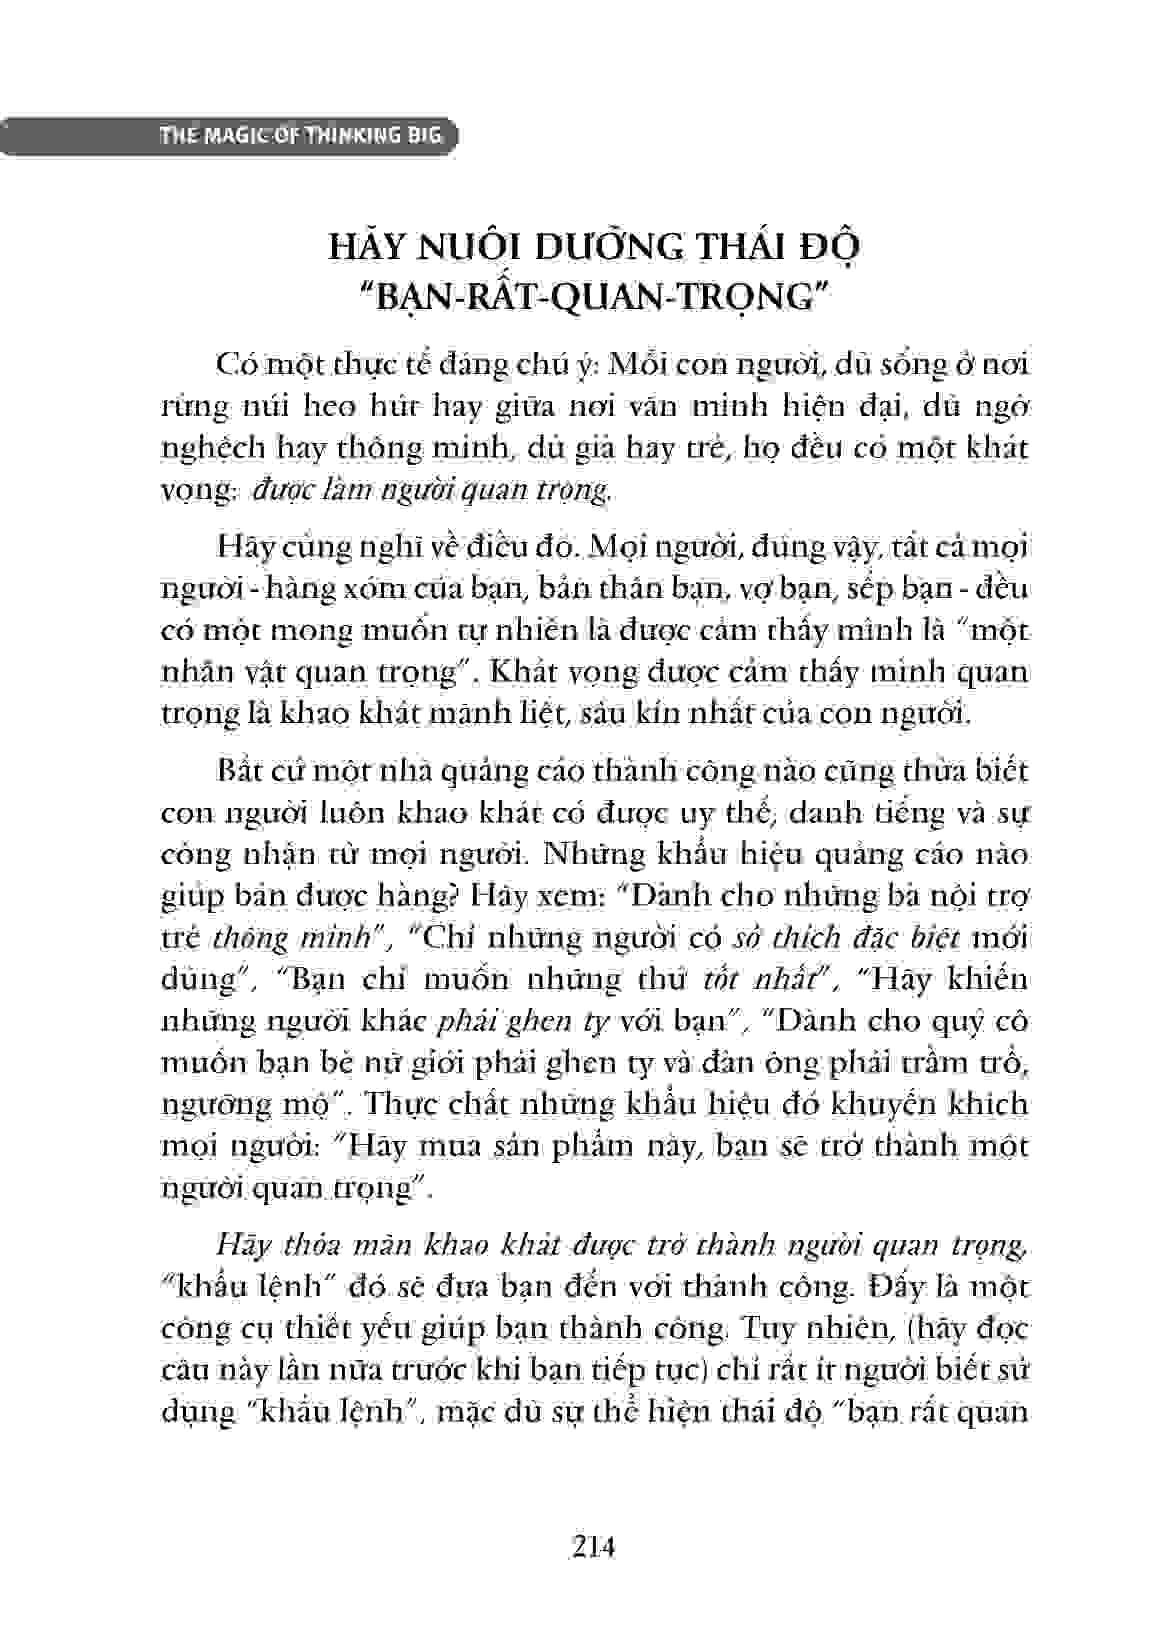 THE MAGIC OF THINKING BIG
HÃY NUÔI DƯỠNG THÁI ĐỘ
“BẠN-RẤT-QUAN-TRỌNG”
Có một thực tế đáng chú ý: Mỗi con người, dù sống ở nơi
rừng núi heo hút hay giữa nơi văn minh hiện đại, dù ngờ
nghệch hay thông minh, dù già hay trẻ, họ đều có một khát
vọng: được làm người quan trọng.
Hãy cùng nghĩ về điều đó. Mọi người, đúng vậy, tất cả mọi
người - hàng xóm của bạn, bản thân bạn, vợ bạn, sếp bạn - đều
có một mong muốn tự nhiên là được cảm thấy mình là “một
nhân vật quan trọng”. Khát vọng được cảm thấy mình quan
trọng là khao khát mãnh liệt, sâu kín nhất của con người.
Bất cứ một nhà quảng cáo thành công nào cũng thừa biết
con người luôn khao khát có được uy thế, danh tiếng và sự
công nhận từ mọi người. Những khẩu hiệu quảng cáo nào
giúp bán được hàng? Hãy xem: “Dành cho những bà nội trợ
trẻ thông minh”, “Chỉ những người có sở thích đặc biệt mới
dùng”, “Bạn chỉ muốn những thứ tốt nhất”, “Hãy khiến
những người khác phải ghen tỵ với bạn”, “Dành cho quý cô
muốn bạn bè nữ giới phải ghen tỵ và đàn ông phải trầm trồ,
ngưỡng mộ”. Thực chất những khẩu hiệu đó khuyến khích
mọi người: “Hãy mua sản phẩm này, bạn sẽ trở thành một
người quan trọng”.
Hãy thỏa mãn khao khát được trở thành người quan trọng,
“khẩu lệnh” đó sẽ đưa bạn đến với thành công. Đấy là một
công cụ thiết yếu giúp bạn thành công. Tuy nhiên, (hãy đọc
câu này lần nữa trước khi bạn tiếp tục) chỉ rất ít người biết sử
dụng “khẩu lệnh”, mặc dù sự thể hiện thái độ “bạn rất quan
214